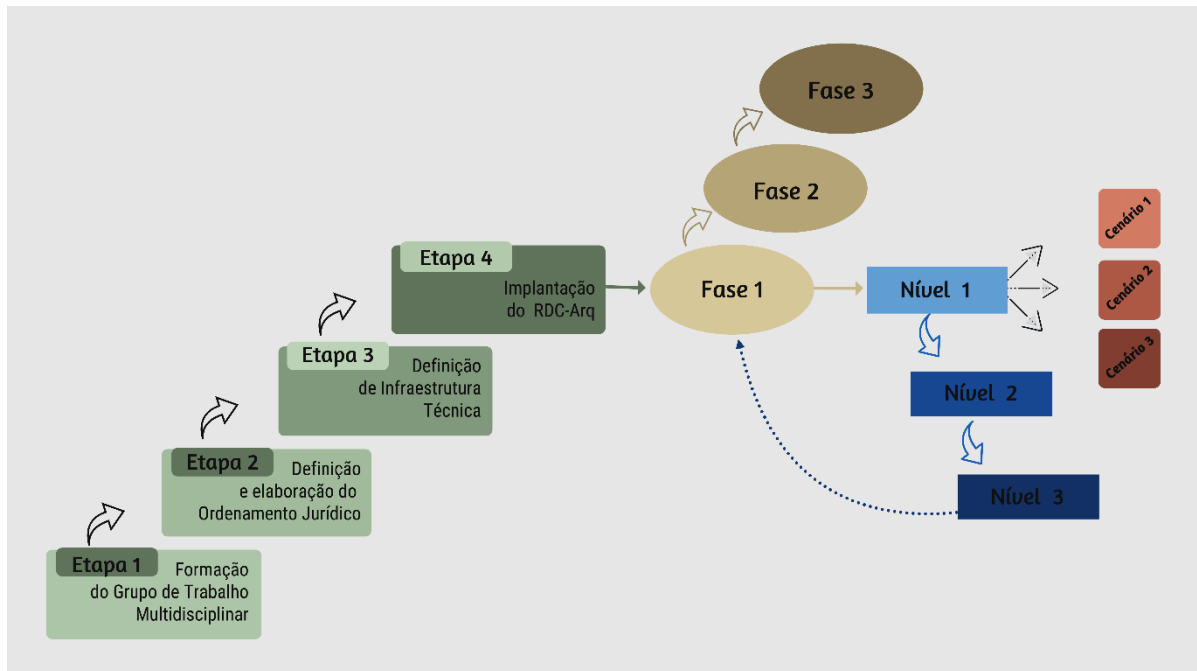 Etapa 1
Formação
do Grupo de Trabalho
Multidisciplinar
Etapa 2
Definição
e elaboração do
Ordenamento Jurídico
Etapa 3
Definição
de Infraestrutura
Técnica
Etapa 4
Implantação
do RDC-Arq
Fase 1
Fase 2
Fase 3
Nível 1
Nível 2
Nível 3
Cenário 1
Cenário 2
Cenário 3